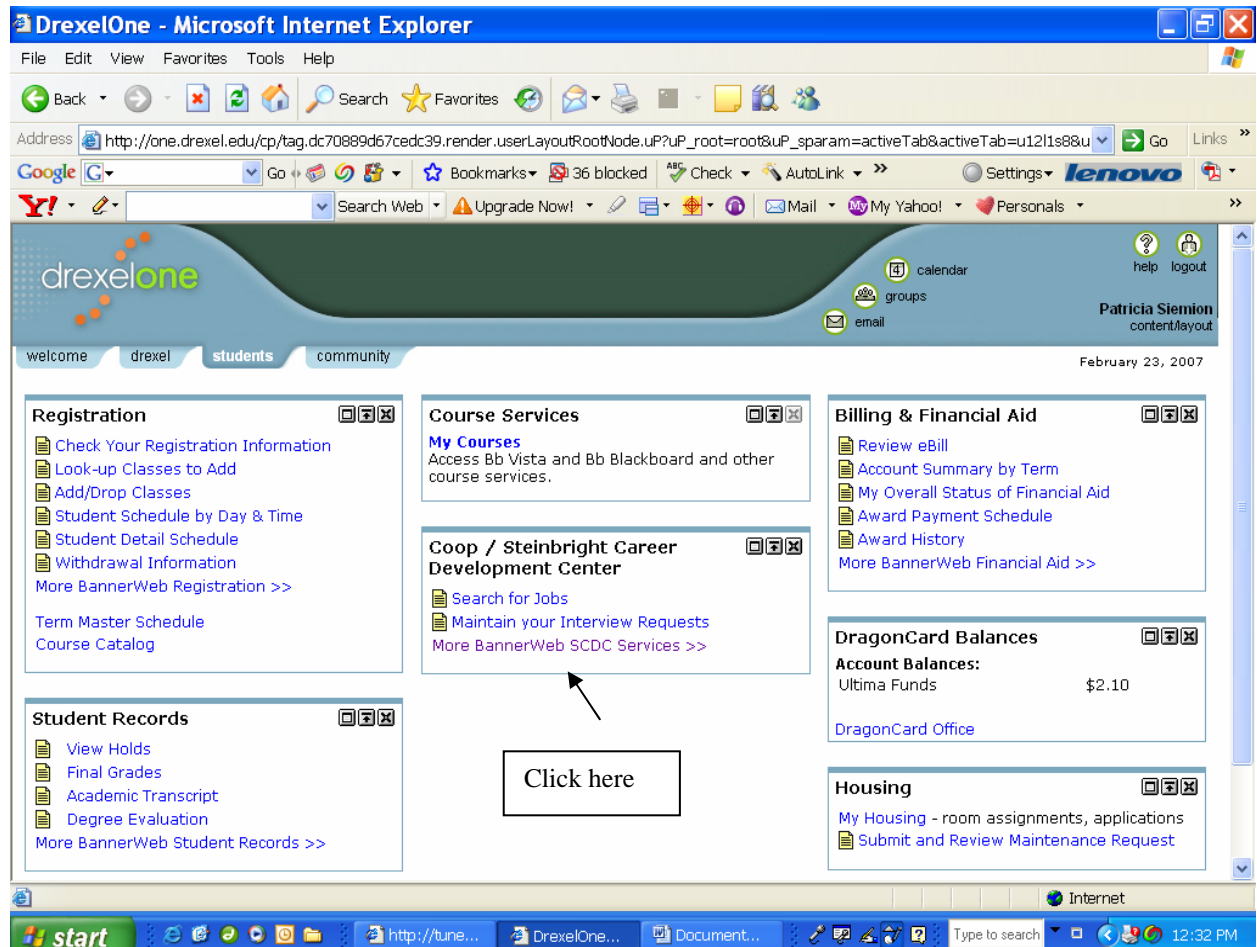 DrexelOne - Microsoft Internet Explorer
File Edit View Favorites Tools Help
Back Search Favorites
Address http://one.drexel.edu/cp/tag.dc70889d67cedc39.render.userLayoutRootNode.uP?uP_root=root&uP_sparam=activeTab&activeTab=u12l1s88&u Go Links »
Google G Go Bookmarks 36 blocked ABC Check AutoLink » Settings lenovo
Y! Search Web Upgrade Now! Mail My My Yahoo! Personals »
drexelone
4 calendar
groups
email
? help logout
Patricia Siemion
content/layout
welcome drexel students community
February 23, 2007
Registration
Check Your Registration Information
Look-up Classes to Add
Add/Drop Classes
Student Schedule by Day & Time
Student Detail Schedule
Withdrawal Information
More BannerWeb Registration >>
Term Master Schedule
Course Catalog
Student Records
View Holds
Final Grades
Academic Transcript
Degree Evaluation
More BannerWeb Student Records >>
Course Services
My Courses
Access Bb Vista and Bb Blackboard and other
course services.
Coop / Steinbright Career
Development Center
Search for Jobs
Maintain your Interview Requests
More BannerWeb SCDC Services >>
Click here
Billing & Financial Aid
Review eBill
Account Summary by Term
My Overall Status of Financial Aid
Award Payment Schedule
Award History
More BannerWeb Financial Aid >>
DragonCard Balances
Account Balances:
Ultima Funds $2.10
DragonCard Office
Housing
My Housing - room assignments, applications
Submit and Review Maintenance Request
Internet
start http://tune... DrexelOne... Document... Type to search 12:32 PM